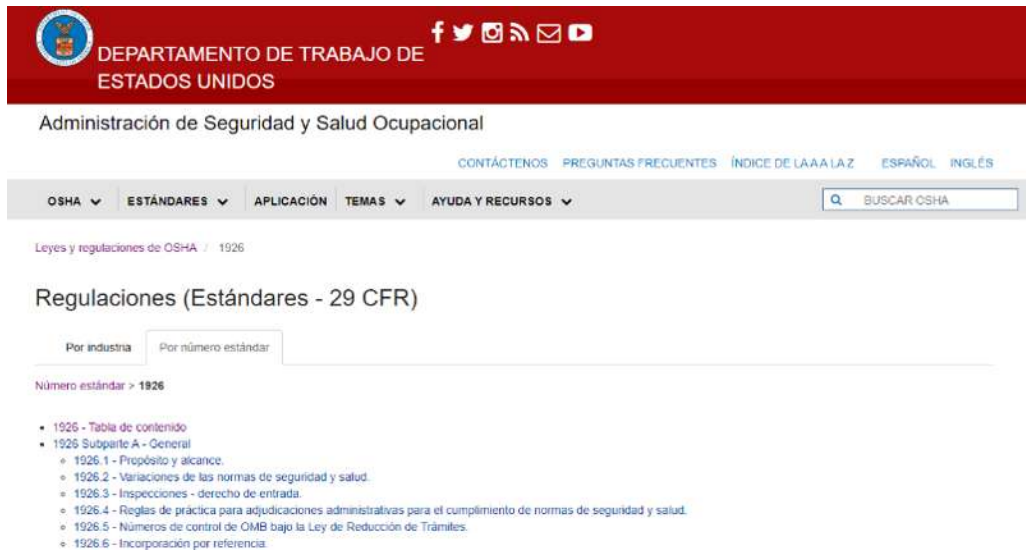 DEPARTAMENTO DE TRABAJO DE
ESTADOS UNIDOS
Administración de Seguridad y Salud Ocupacional
CONTÁCTENOS PREGUNTAS FRECUENTES ÍNDICE DE LA A A LA Z ESPAÑOL INGLÉS
OSHA ESTÁNDARES APLICACIÓN TEMAS AYUDA Y RECURSOS BUSCAR OSHA
Leyes y regulaciones de OSHA / 1926
Regulaciones (Estándares - 29 CFR)
Por industria Por número estándar
Número estándar > 1926
1926 - Tabla de contenido
1926 Subparte A - General
1926.1 - Propósito y alcance.
1926.2 - Variaciones de las normas de seguridad y salud.
1926.3 - Inspecciones - derecho de entrada.
1926.4 - Reglas de práctica para adjudicaciones administrativas para el cumplimiento de normas de seguridad y salud.
1926.5 - Números de control de OMB bajo la Ley de Reducción de Trámites.
1926.6 - Incorporación por referencia.